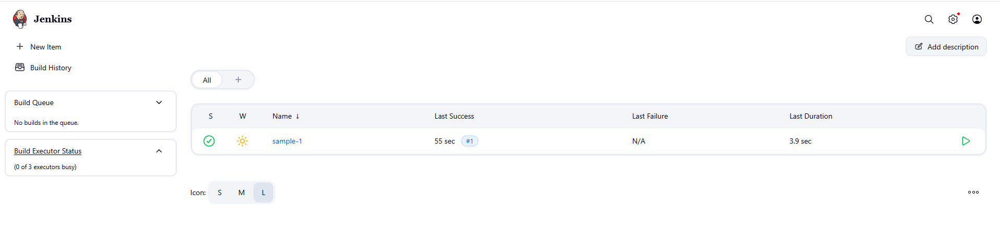 Jenkins
New Item
Add description
Build History
All
Build Queue
No builds in the queue.
Build Executor Status
(0 of 3 executors busy)
S W Name ↓ Last Success Last Failure Last Duration
sample-1 55 sec #1 N/A 3.9 sec
Icon: S M L